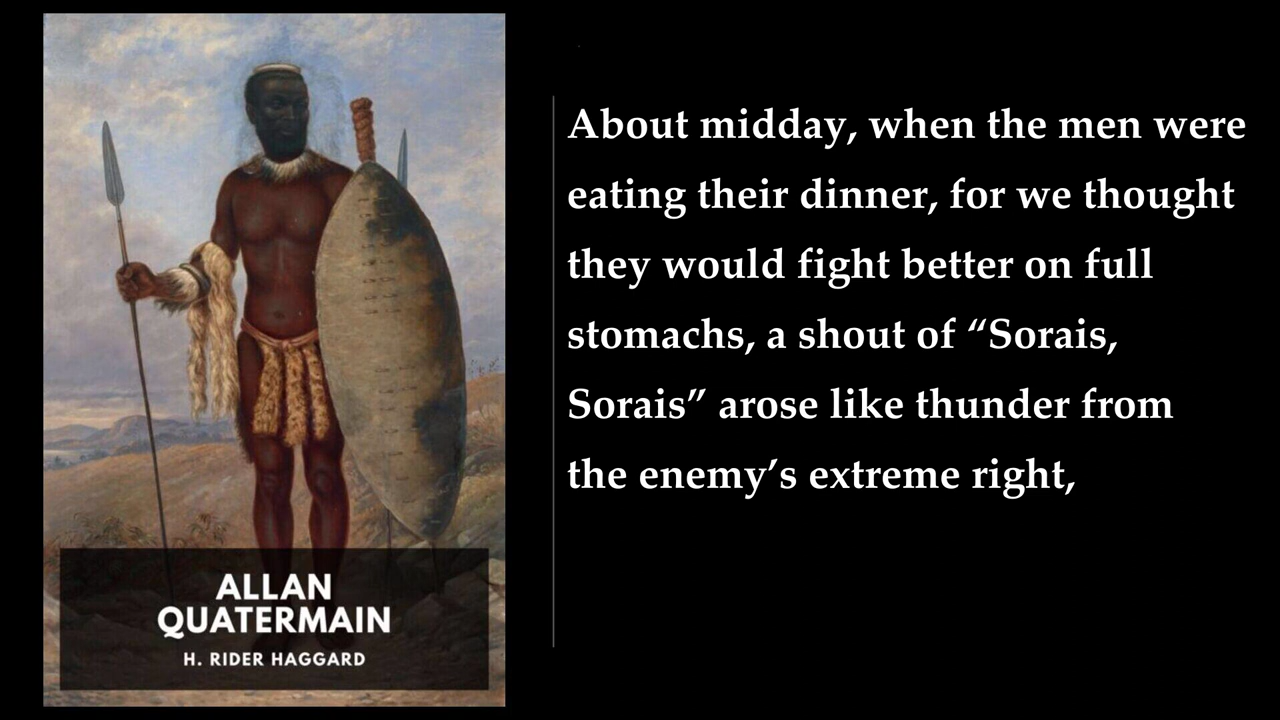 ALLAN
QUATERMAIN
H. RIDER HAGGARD
About midday, when the men were
eating their dinner, for we thought
they would fight better on full
stomachs, a shout of “Sorais,
Sorais” arose like thunder from
the enemy’s extreme right,